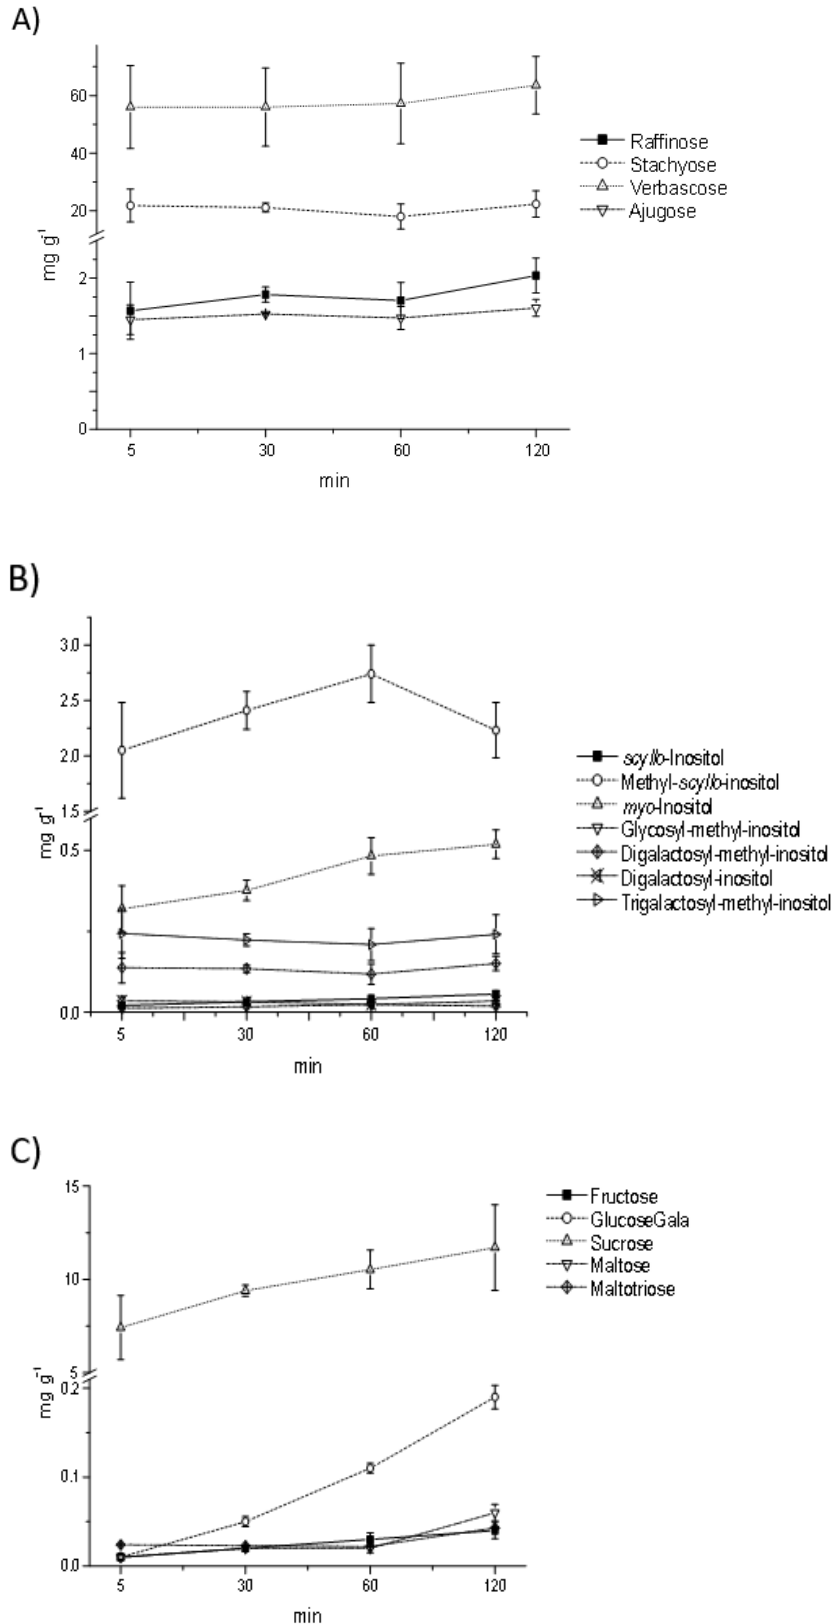 A)
60
40
20
2
1
0
mg g-1
5 30 60 120
min
Raffinose
Stachyose
Verbascose
Ajugose
B)
3.0
2.5
2.0
1.5
0.5
0.0
mg g-1
5 30 60 120
min
scyllo-Inositol
Methyl-scyllo-inositol
myo-Inositol
Glycosyl-methyl-inositol
Digalactosyl-methyl-inositol
Digalactosyl-inositol
Trigalactosyl-methyl-inositol
C)
15
10
5
0.2
0.1
0.0
mg g-1
5 30 60 120
min
Fructose
GlucoseGala
Sucrose
Maltose
Maltotriose